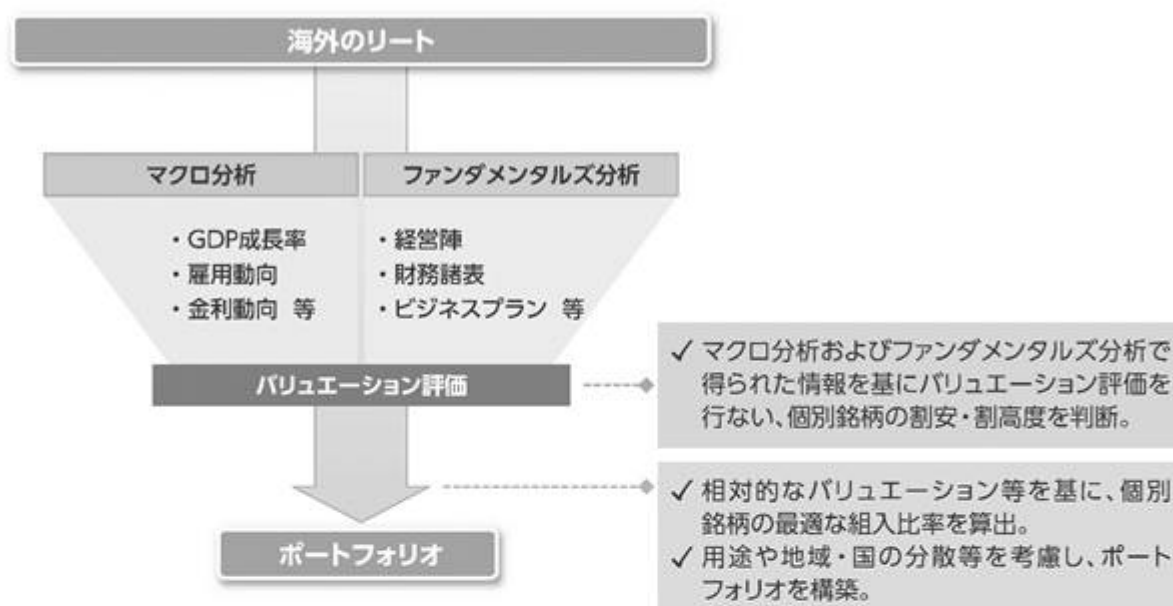 海外のリート
マクロ分析
ファンダメンタルズ分析
・GDP成長率
・雇用動向
・金利動向 等
・経営陣
・財務諸表
・ビジネスプラン 等
バリュエーション評価
✓ マクロ分析およびファンダメンタルズ分析で
得られた情報を基にバリュエーション評価を
行ない、個別銘柄の割安・割高度を判断。
✓ 相対的なバリュエーション等を基に、個別
銘柄の最適な組入比率を算出。
✓ 用途や地域・国の分散等を考慮し、ポート
フォリオを構築。
ポートフォリオ